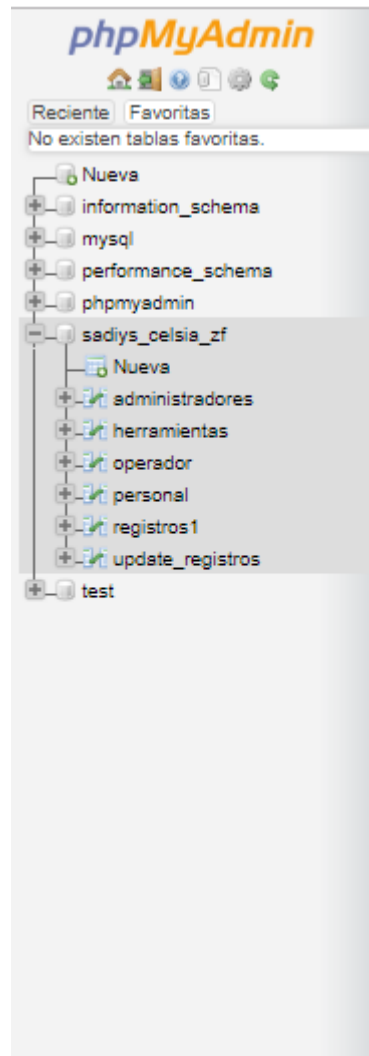 phpMyAdmin
Reciente Favoritas
No existen tablas favoritas.
Nueva
information_schema
mysql
performance_schema
phpmyadmin
sadiys_celsia_zf
Nueva
administradores
herramientas
operador
personal
registros1
update_registros
test